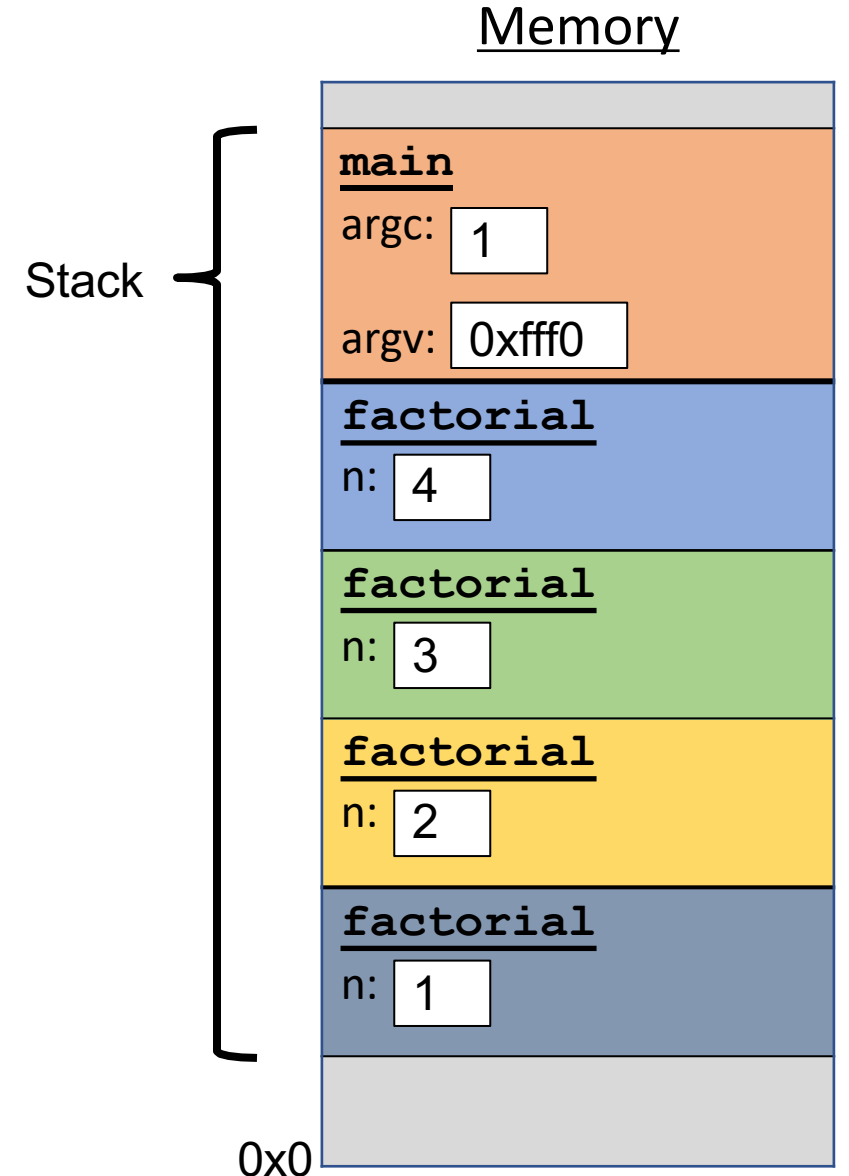 Memory
main
argc: 1
Stack
argv: 0xfff0
factorial
n: 4
factorial
n: 3
factorial
n: 2
factorial
n: 1
0x0